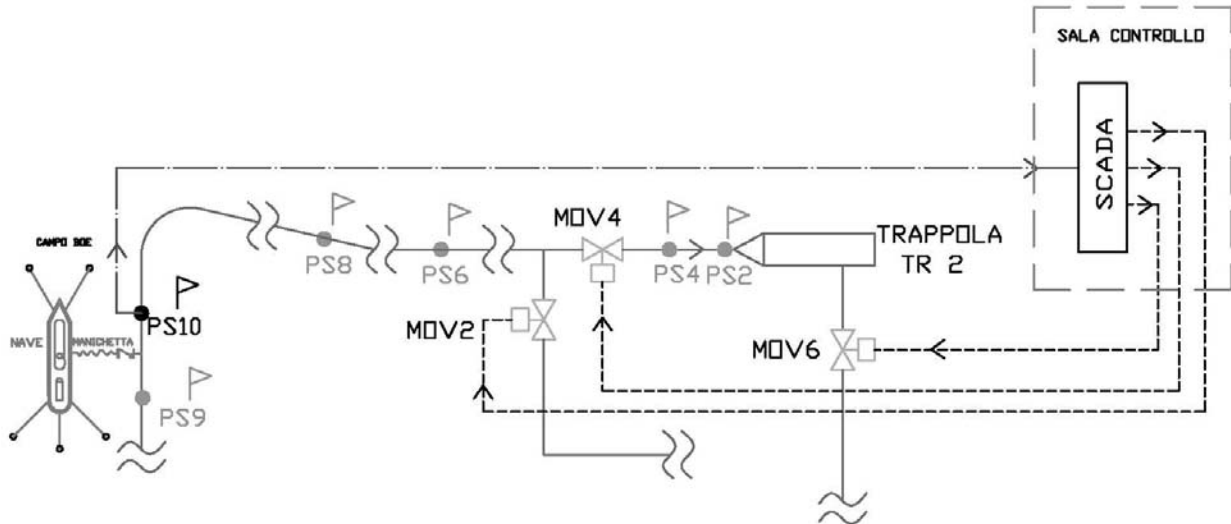 SALA CONTROLLO
SCADA
MOV4
TRAPPOLA
TR 2
CAMPO BOE
PS8
PS6
PS4
PS2
PS10
MOV2
NAVE
MANICHETTA
MOV6
PS9